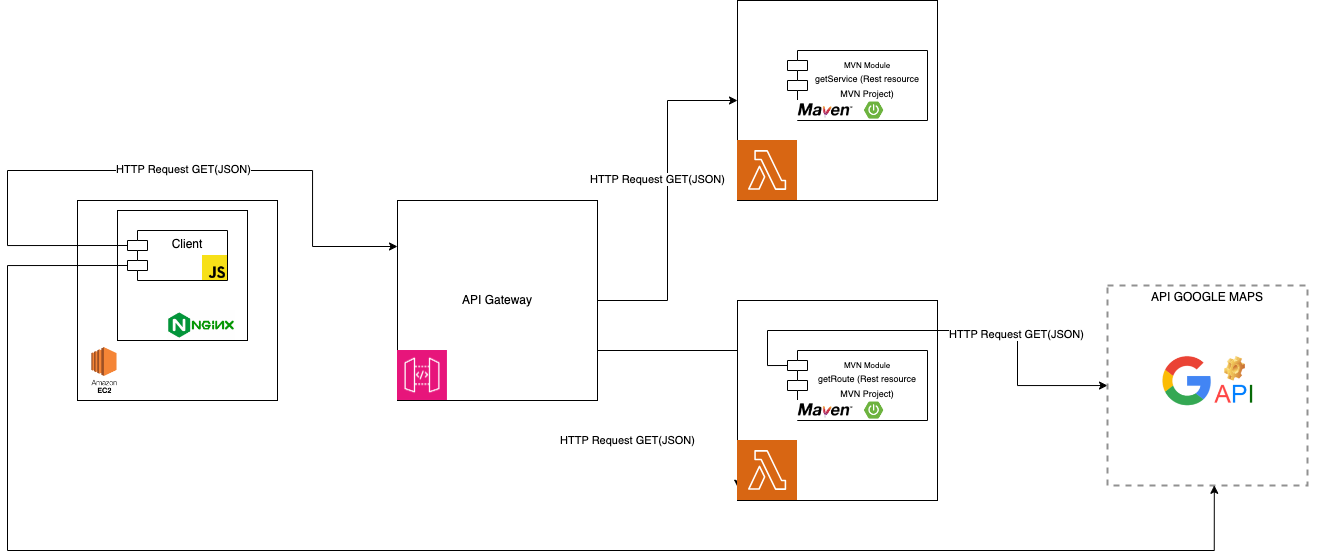 MVN Module
getService (Rest resource
MVN Project)
Maven
HTTP Request GET(JSON)
HTTP Request GET(JSON)
Client
JS
NGiNX
Amazon
EC2
API Gateway
API GOOGLE MAPS
G API
HTTP Request GET(JSON)
MVN Module
getRoute (Rest resource
MVN Project)
Maven
HTTP Request GET(JSON)